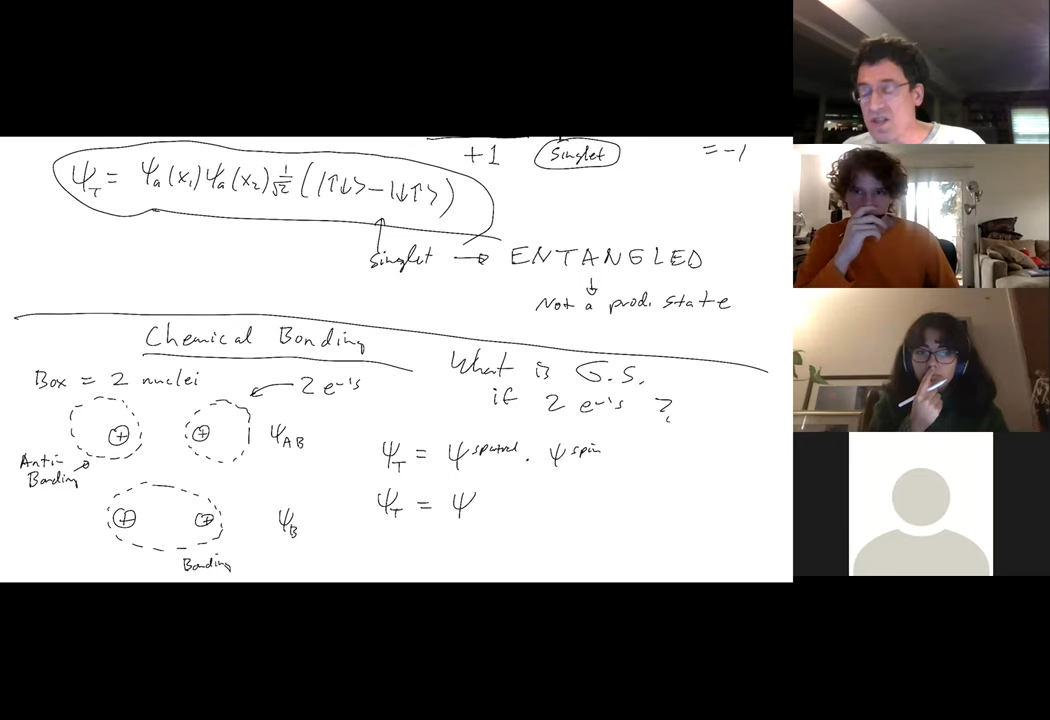 +1 Singlet = -1
Ψ_T = Ψ_a(x₁)Ψ_a(x₂) 1/√2 (|↑↓> − |↓↑>)
Singlet → ENTANGLED
↓
Not a prod. state
Chemical Bonding
What is G.S.
if 2 e⁻'s ?
Box = 2 nuclei
← 2 e⁻'s
+ + Ψ_AB
Anti-
Bonding
Ψ_T = Ψ^spatial · Ψ^spin
Ψ_T = Ψ
+ + Ψ_B
Bonding